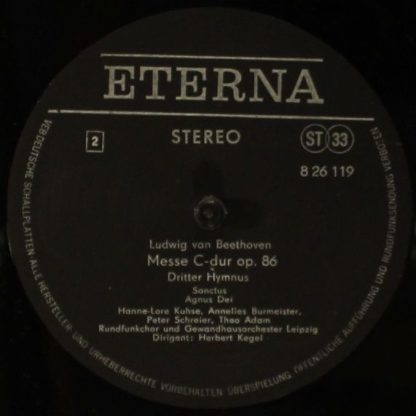 ETERNA
2
STEREO
ST 33
8 26 119
Ludwig van Beethoven
Messe C-dur op. 86
Dritter Hymnus
Sanctus
Agnus Dei
Hanne-Lore Kuhse, Annelies Burmeister,
Peter Schreier, Theo Adam
Rundfunkchor und Gewandhausorchester Leipzig
Dirigent: Herbert Kegel
VEB DEUTSCHE SCHALLPLATTEN ALLE HERSTELLER UND URHEBERRECHTE VORBEHALTEN ÜBERSPIELUNG, ÖFFENTLICHE AUFFÜHRUNG UND RUNDFUNKSENDUNG VERBOTEN